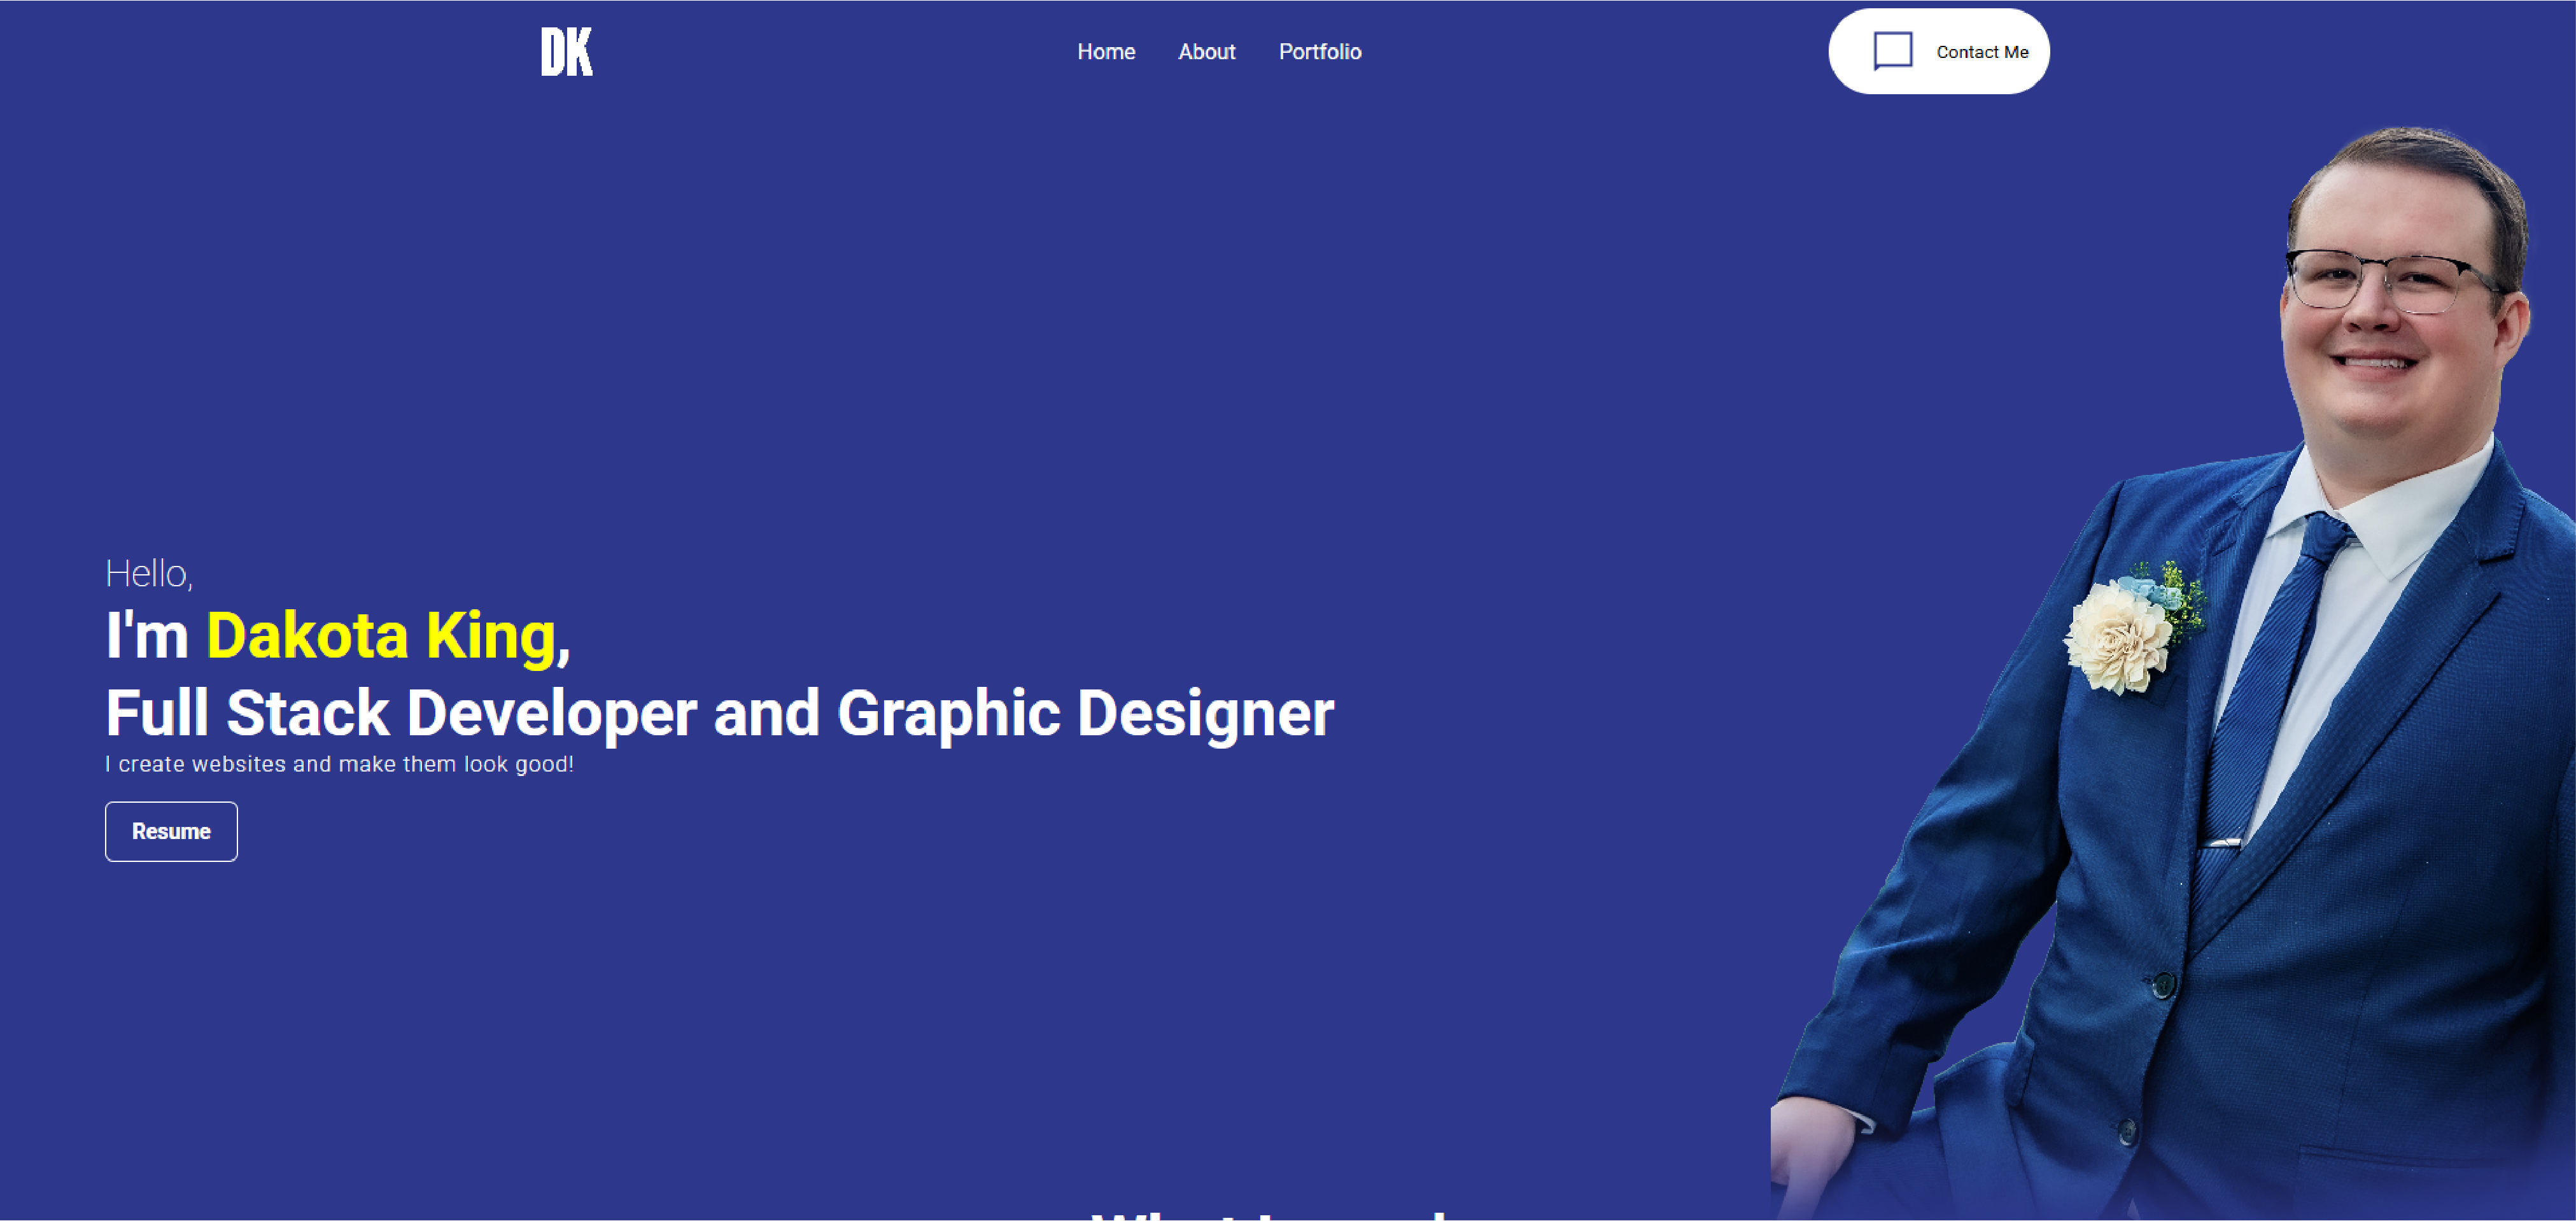 DK
Home About Portfolio
Contact Me
Hello,
I'm Dakota King,
Full Stack Developer and Graphic Designer
I create websites and make them look good!
Resume